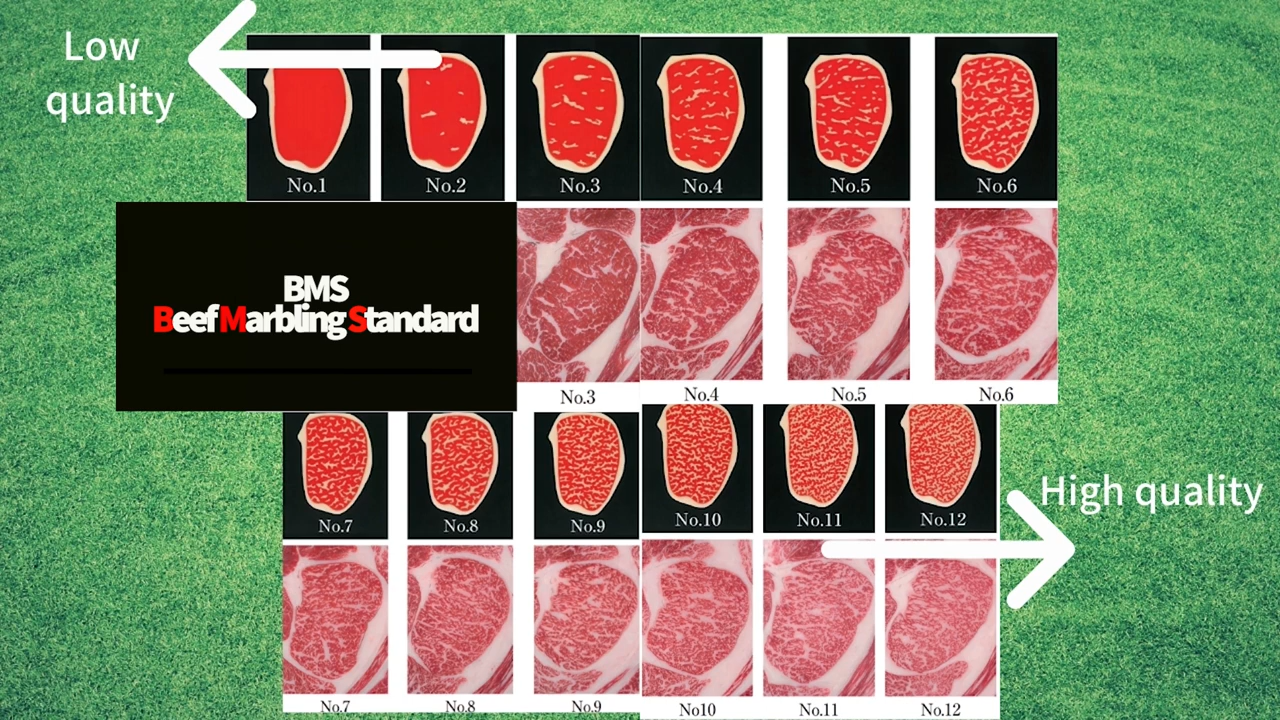 Low
quality
No.1
No.2
No.3
No.4
No.5
No.6
BMS
Beef Marbling Standard
No.3
No.4
No.5
No.6
High quality
No.7
No.8
No.9
No.10
No.11
No.12
No.7
No.8
No.9
No10
No.11
No.12